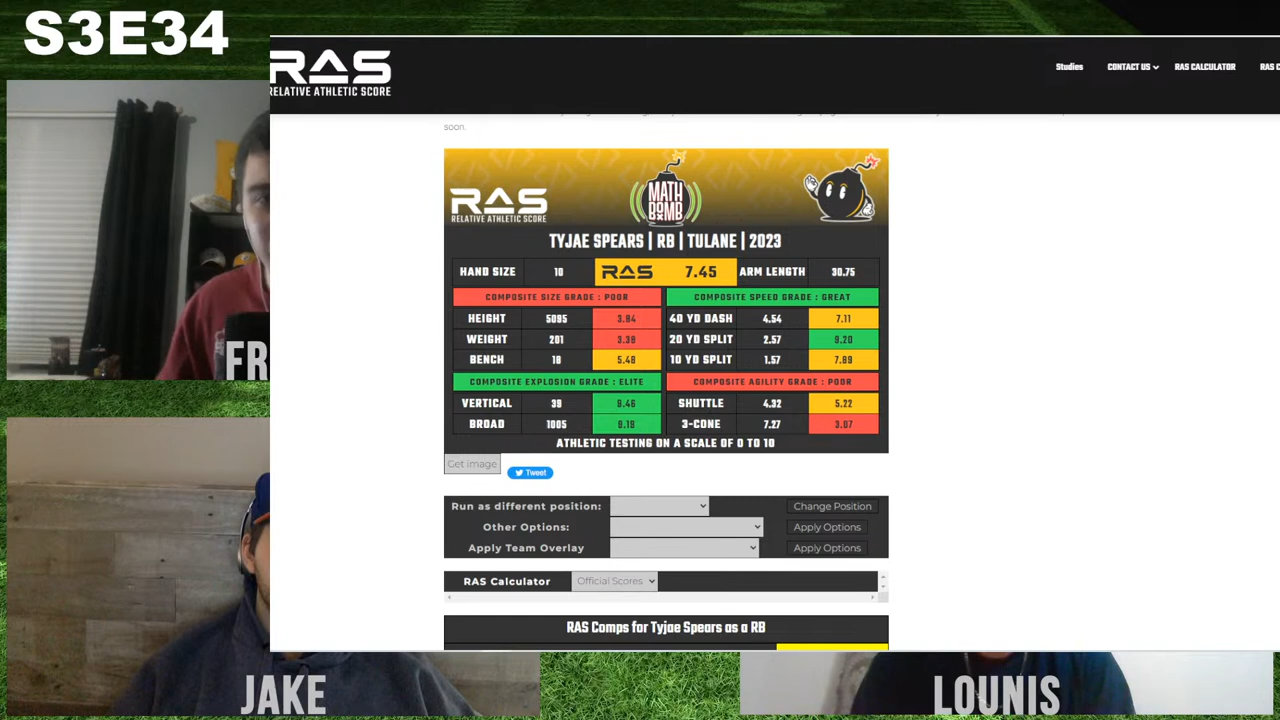 S3E34
RAS
RELATIVE ATHLETIC SCORE
Studies
CONTACT US
RAS CALCULATOR
RAS C
soon.
RAS
RELATIVE ATHLETIC SCORE
MATH
BOMB
TYJAE SPEARS | RB | TULANE | 2023
HAND SIZE 10 RAS 7.45 ARM LENGTH 30.75
COMPOSITE SIZE GRADE : POOR COMPOSITE SPEED GRADE : GREAT
HEIGHT 5095 3.84 40 YD DASH 4.54 7.11
WEIGHT 201 3.39 20 YD SPLIT 2.57 9.20
BENCH 18 5.48 10 YD SPLIT 1.57 7.89
COMPOSITE EXPLOSION GRADE : ELITE COMPOSITE AGILITY GRADE : POOR
VERTICAL 39 9.46 SHUTTLE 4.32 5.22
BROAD 1005 9.19 3-CONE 7.27 3.07
ATHLETIC TESTING ON A SCALE OF 0 TO 10
Get image
Tweet
Run as different position: Change Position
Other Options: Apply Options
Apply Team Overlay Apply Options
RAS Calculator Official Scores
RAS Comps for Tyjae Spears as a RB
FR
JAKE
LOUNIS